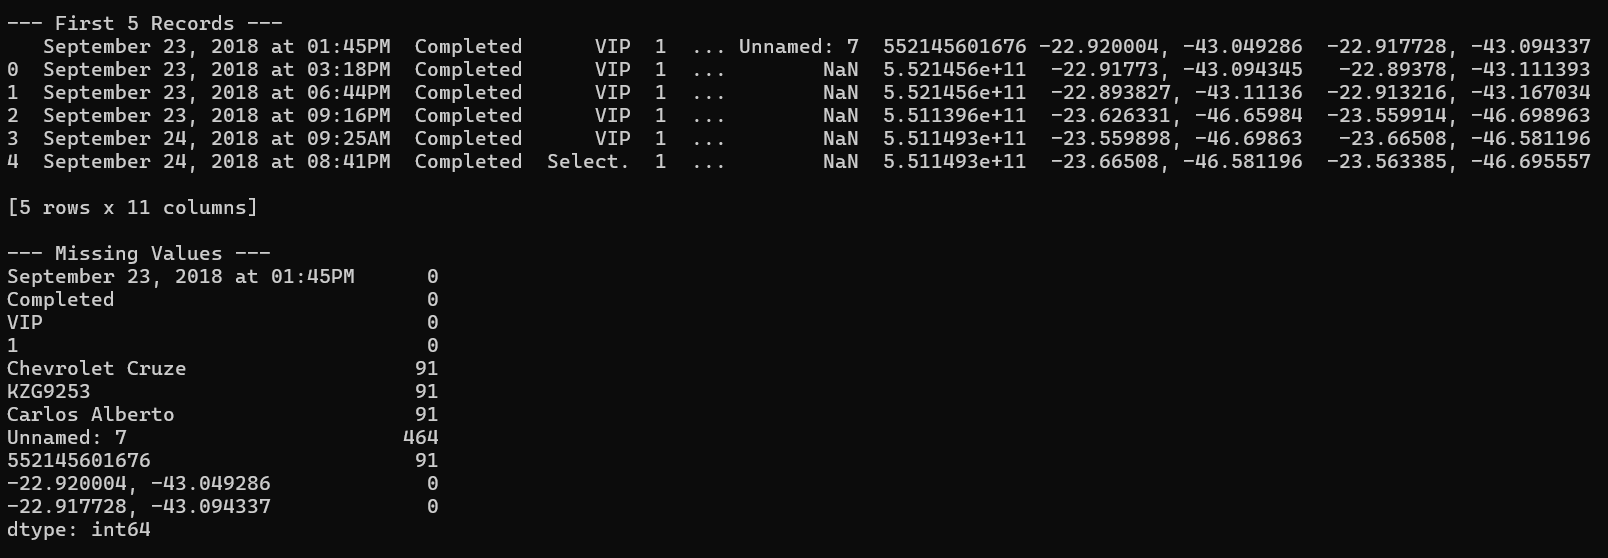 --- First 5 Records ---
   September 23, 2018 at 01:45PM  Completed      VIP  1  ... Unnamed: 7  552145601676 -22.920004, -43.049286  -22.917728, -43.094337
0  September 23, 2018 at 03:18PM  Completed      VIP  1  ...        NaN  5.521456e+11  -22.91773, -43.094345   -22.89378, -43.111393
1  September 23, 2018 at 06:44PM  Completed      VIP  1  ...        NaN  5.521456e+11  -22.893827, -43.11136  -22.913216, -43.167034
2  September 23, 2018 at 09:16PM  Completed      VIP  1  ...        NaN  5.511396e+11  -23.626331, -46.65984  -23.559914, -46.698963
3  September 24, 2018 at 09:25AM  Completed      VIP  1  ...        NaN  5.511493e+11  -23.559898, -46.69863   -23.66508, -46.581196
4  September 24, 2018 at 08:41PM  Completed  Select.  1  ...        NaN  5.511493e+11  -23.66508, -46.581196  -23.563385, -46.695557
[5 rows x 11 columns]
--- Missing Values ---
September 23, 2018 at 01:45PM      0
Completed                          0
VIP                                0
1                                  0
Chevrolet Cruze                   91
KZG9253                           91
Carlos Alberto                    91
Unnamed: 7                       464
552145601676                      91
-22.920004, -43.049286             0
-22.917728, -43.094337             0
dtype: int64